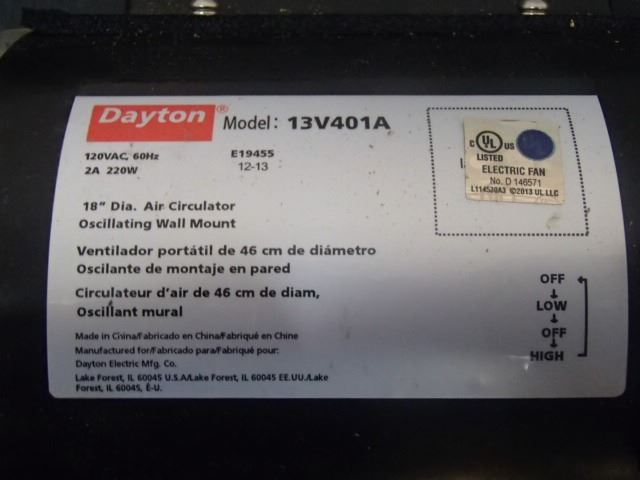 Dayton®
Model: 13V401A
120VAC, 60Hz
2A 220W
E19455
12-13
C UL US
LISTED
ELECTRIC FAN
No. D 146571
L114530A3 ©2013 UL LLC
18" Dia. Air Circulator
Oscillating Wall Mount
Ventilador portátil de 46 cm de diámetro
Oscilante de montaje en pared
Circulateur d'air de 46 cm de diam,
Oscillant mural
OFF
LOW
OFF
HIGH
Made in China/Fabricado en China/Fabriqué en Chine
Manufactured for/Fabricado para/Fabriqué pour:
Dayton Electric Mfg. Co.
Lake Forest, IL 60045 U.S.A/Lake Forest, IL 60045 EE.UU./Lake
Forest, IL 60045, É-U.